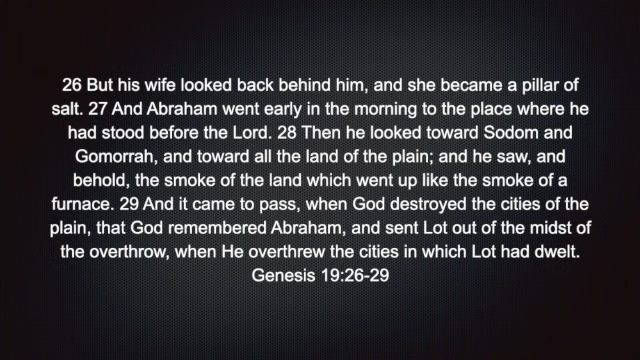 26 But his wife looked back behind him, and she became a pillar of
salt. 27 And Abraham went early in the morning to the place where he
had stood before the Lord. 28 Then he looked toward Sodom and
Gomorrah, and toward all the land of the plain; and he saw, and
behold, the smoke of the land which went up like the smoke of a
furnace. 29 And it came to pass, when God destroyed the cities of the
plain, that God remembered Abraham, and sent Lot out of the midst of
the overthrow, when He overthrew the cities in which Lot had dwelt.
Genesis 19:26-29